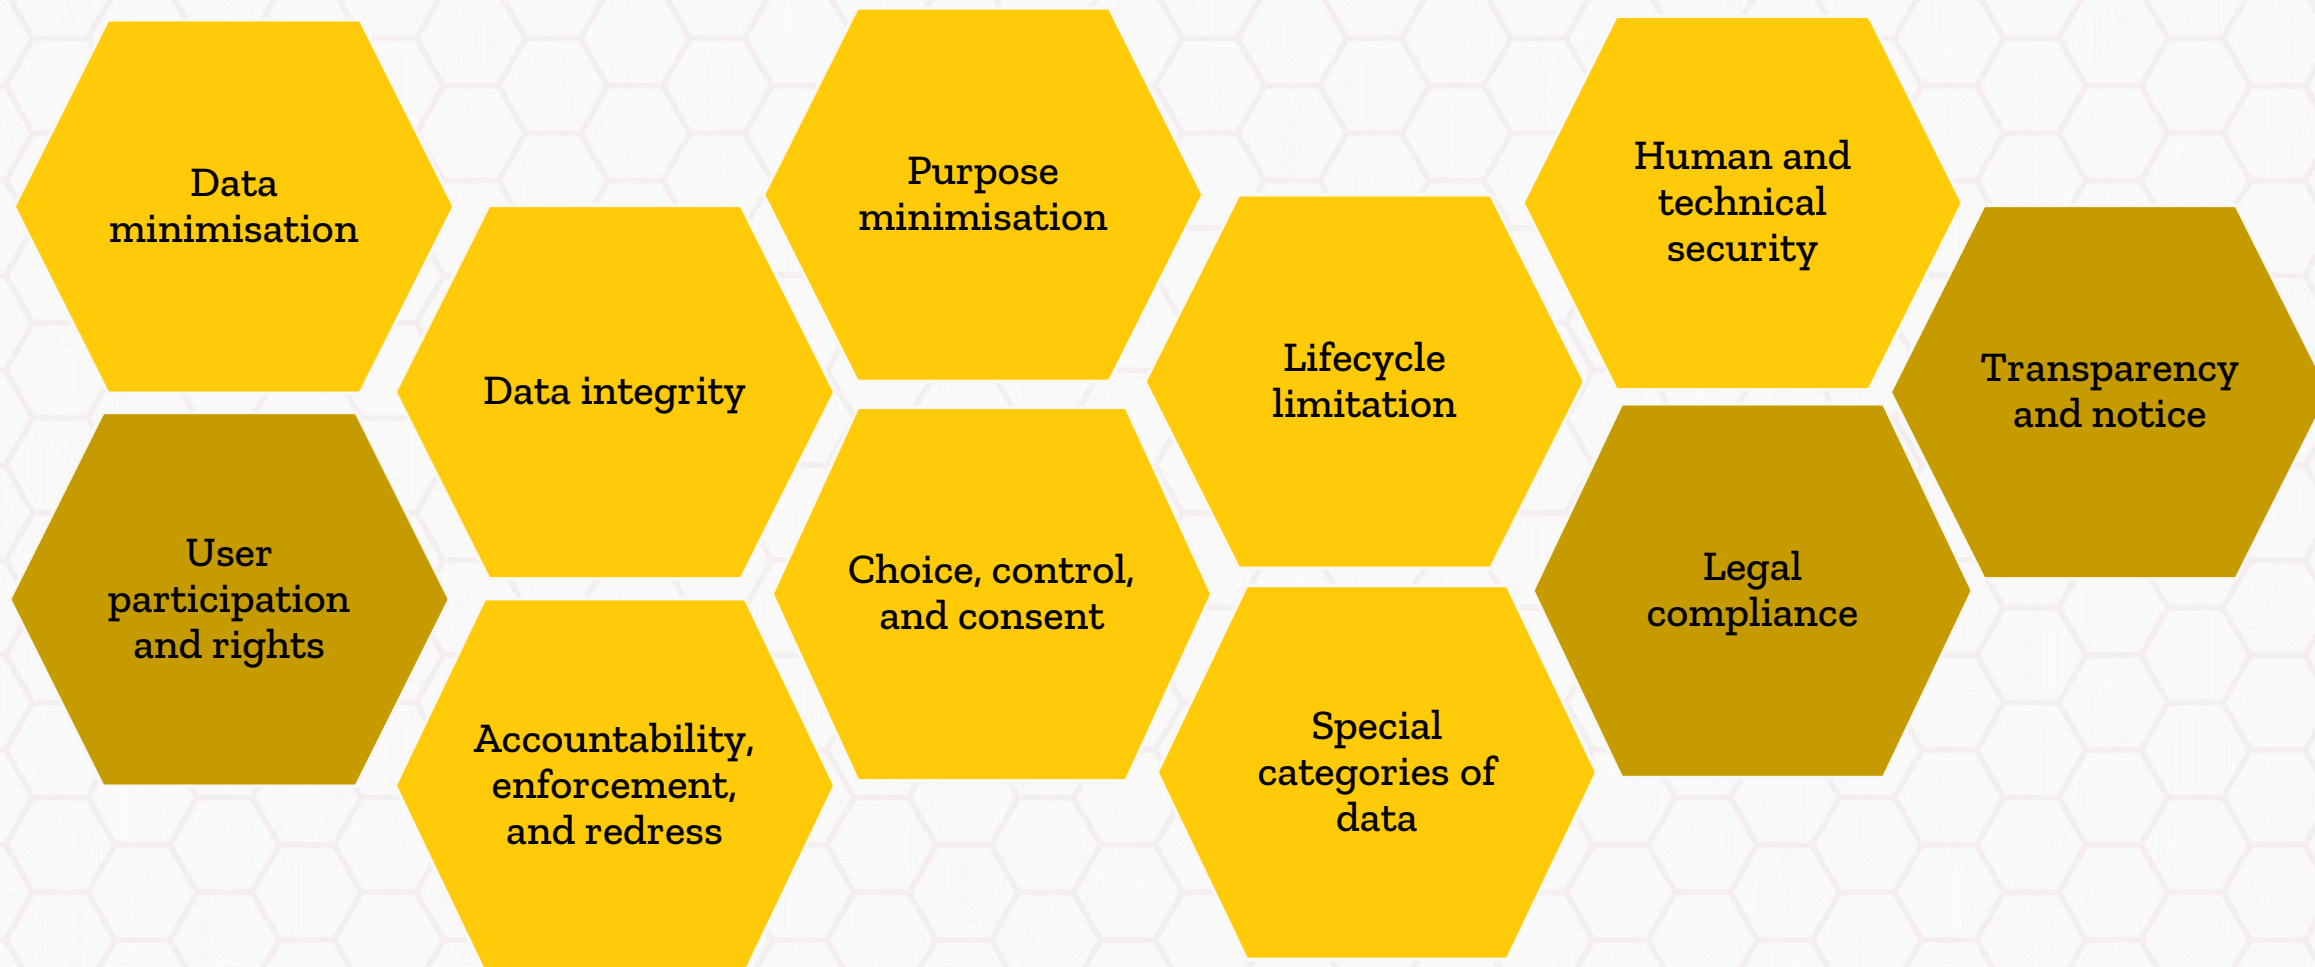 Data
minimisation
Purpose
minimisation
Human and
technical
security
Data integrity
Lifecycle
limitation
Transparency
and notice
User
participation
and rights
Choice, control,
and consent
Legal
compliance
Accountability,
enforcement,
and redress
Special
categories of
data